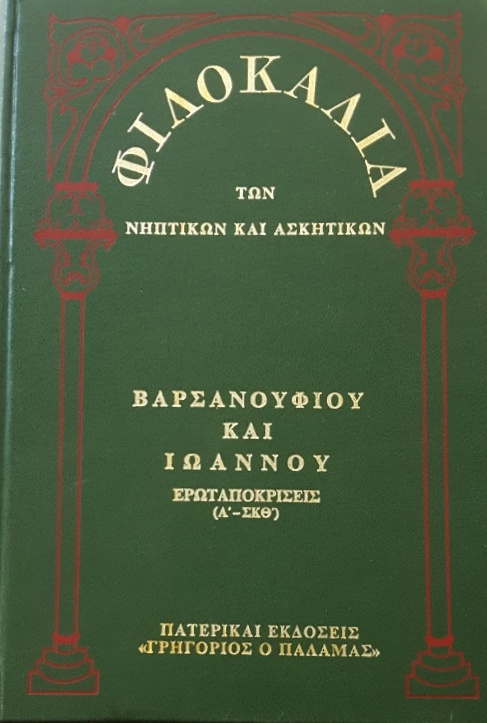 ΦΙΛΟΚΑΛΙΑ
ΤΩΝ
ΝΗΠΤΙΚΩΝ ΚΑΙ ΑΣΚΗΤΙΚΩΝ
ΒΑΡΣΑΝΟΥΦΙΟΥ
ΚΑΙ
ΙΩΑΝΝΟΥ
ΕΡΩΤΑΠΟΚΡΙΣΕΙΣ
(Α΄-ΣΚΘ΄)
ΠΑΤΕΡΙΚΑΙ ΕΚΔΟΣΕΙΣ
«ΓΡΗΓΟΡΙΟΣ Ο ΠΑΛΑΜΑΣ»